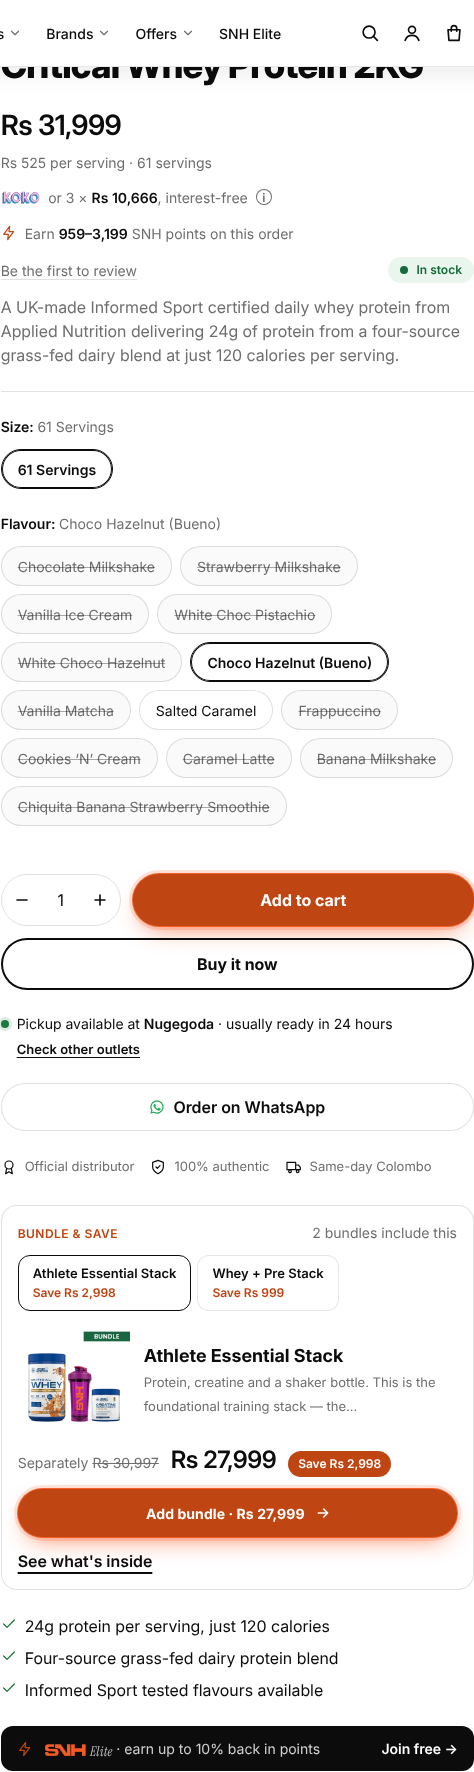 Brands
Offers
SNH Elite
Critical Whey Protein 2KG
Rs 31,999
Rs 525 per serving · 61 servings
KOKO or 3 × Rs 10,666, interest-free
Earn 959–3,199 SNH points on this order
Be the first to review
In stock
A UK-made Informed Sport certified daily whey protein from
Applied Nutrition delivering 24g of protein from a four-source
grass-fed dairy blend at just 120 calories per serving.
Size: 61 Servings
61 Servings
Flavour: Choco Hazelnut (Bueno)
Chocolate Milkshake
Strawberry Milkshake
Vanilla Ice Cream
White Choc Pistachio
White Choco Hazelnut
Choco Hazelnut (Bueno)
Vanilla Matcha
Salted Caramel
Frappuccino
Cookies ‘N’ Cream
Caramel Latte
Banana Milkshake
Chiquita Banana Strawberry Smoothie
− 1 +
Add to cart
Buy it now
Pickup available at Nugegoda · usually ready in 24 hours
Check other outlets
Order on WhatsApp
Official distributor
100% authentic
Same-day Colombo
BUNDLE & SAVE
2 bundles include this
Athlete Essential Stack
Save Rs 2,998
Whey + Pre Stack
Save Rs 999
BUNDLE
WHEY
SNH
Athlete Essential Stack
Protein, creatine and a shaker bottle. This is the
foundational training stack — the...
Separately Rs 30,997 Rs 27,999 Save Rs 2,998
Add bundle · Rs 27,999 →
See what's inside
24g protein per serving, just 120 calories
Four-source grass-fed dairy protein blend
Informed Sport tested flavours available
SNH Elite · earn up to 10% back in points
Join free →